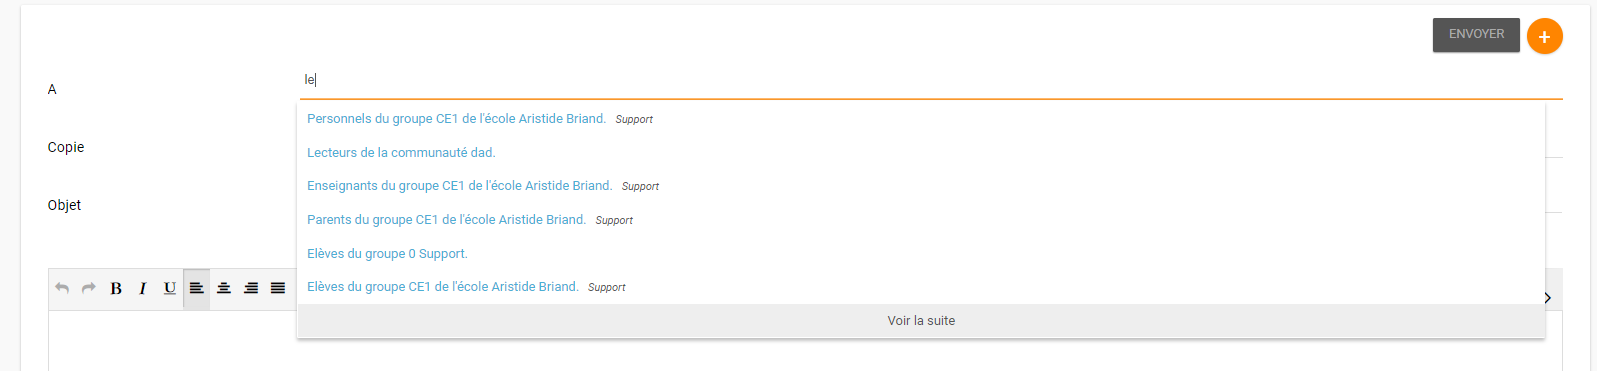 ENVOYER +
A le
Personnels du groupe CE1 de l'école Aristide Briand. Support
Copie
Lecteurs de la communauté dad.
Enseignants du groupe CE1 de l'école Aristide Briand. Support
Objet
Parents du groupe CE1 de l'école Aristide Briand. Support
Elèves du groupe 0 Support.
B I U
Elèves du groupe CE1 de l'école Aristide Briand. Support
Voir la suite